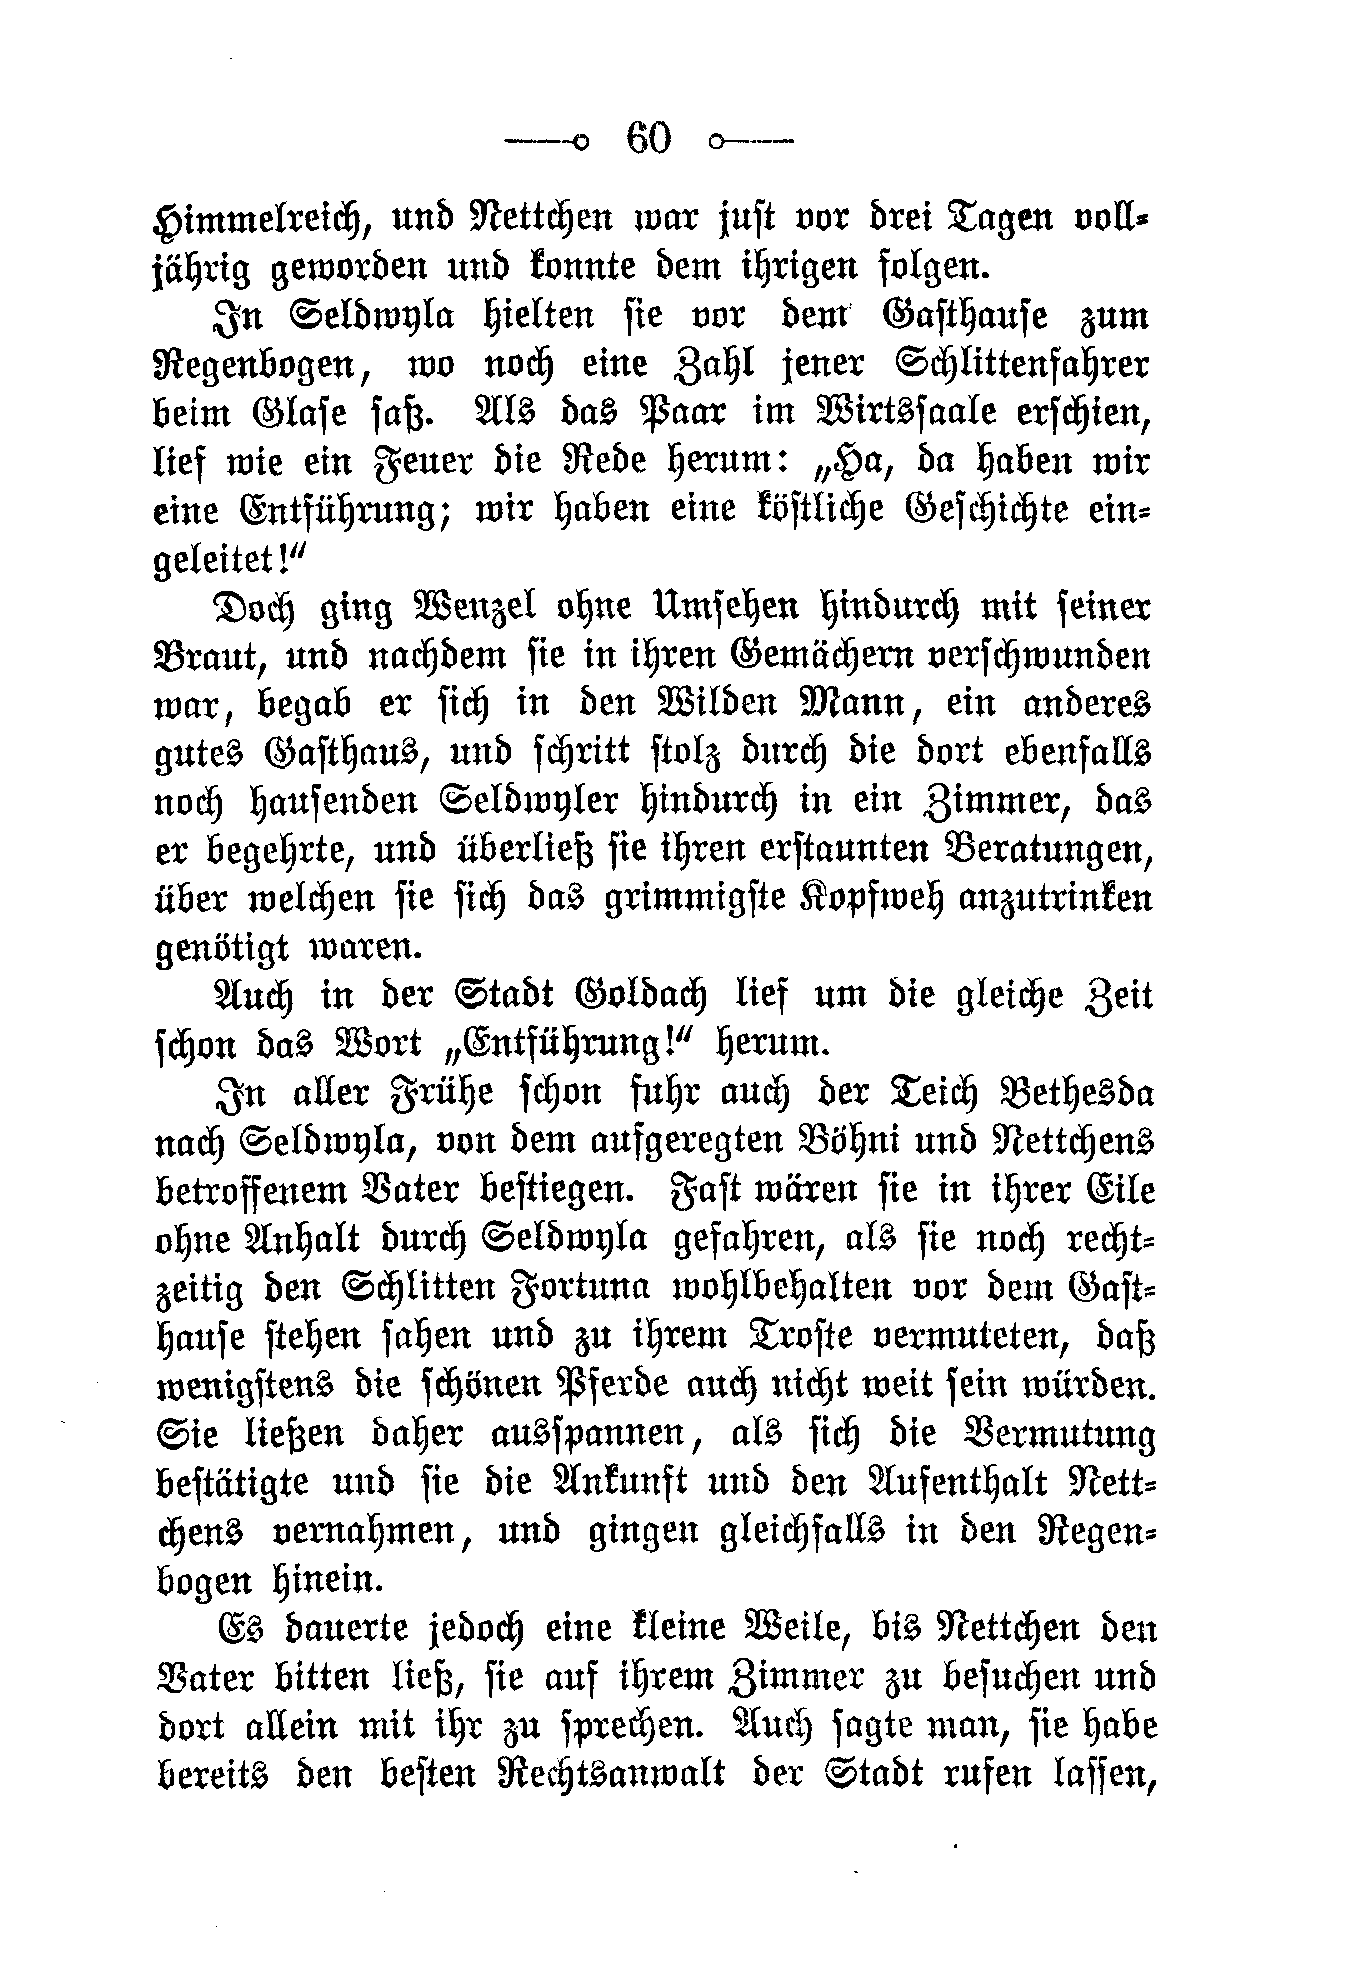 60
Himmelreich, und Nettchen war just vor drei Tagen voll-
jährig geworden und konnte dem ihrigen folgen.
In Seldwyla hielten sie vor dem Gasthause zum
Regenbogen, wo noch eine Zahl jener Schlittenfahrer
beim Glase saß. Als das Paar im Wirtssaale erschien,
lief wie ein Feuer die Rede herum: „Ha, da haben wir
eine Entführung; wir haben eine köstliche Geschichte ein-
geleitet!“
Doch ging Wenzel ohne Umsehen hindurch mit seiner
Braut, und nachdem sie in ihren Gemächern verschwunden
war, begab er sich in den Wilden Mann, ein anderes
gutes Gasthaus, und schritt stolz durch die dort ebenfalls
noch hausenden Seldwyler hindurch in ein Zimmer, das
er begehrte, und überließ sie ihren erstaunten Beratungen,
über welchen sie sich das grimmigste Kopfweh anzutrinken
genötigt waren.
Auch in der Stadt Goldach lief um die gleiche Zeit
schon das Wort „Entführung!“ herum.
In aller Frühe schon fuhr auch der Teich Bethesda
nach Seldwyla, von dem aufgeregten Böhni und Nettchens
betroffenem Vater bestiegen. Fast wären sie in ihrer Eile
ohne Anhalt durch Seldwyla gefahren, als sie noch recht-
zeitig den Schlitten Fortuna wohlbehalten vor dem Gast-
hause stehen sahen und zu ihrem Troste vermuteten, daß
wenigstens die schönen Pferde auch nicht weit sein würden.
Sie ließen daher ausspannen, als sich die Vermutung
bestätigte und sie die Ankunft und den Aufenthalt Nett-
chens vernahmen, und gingen gleichfalls in den Regen-
bogen hinein.
Es dauerte jedoch eine kleine Weile, bis Nettchen den
Vater bitten ließ, sie auf ihrem Zimmer zu besuchen und
dort allein mit ihr zu sprechen. Auch sagte man, sie habe
bereits den besten Rechtsanwalt der Stadt rufen lassen,